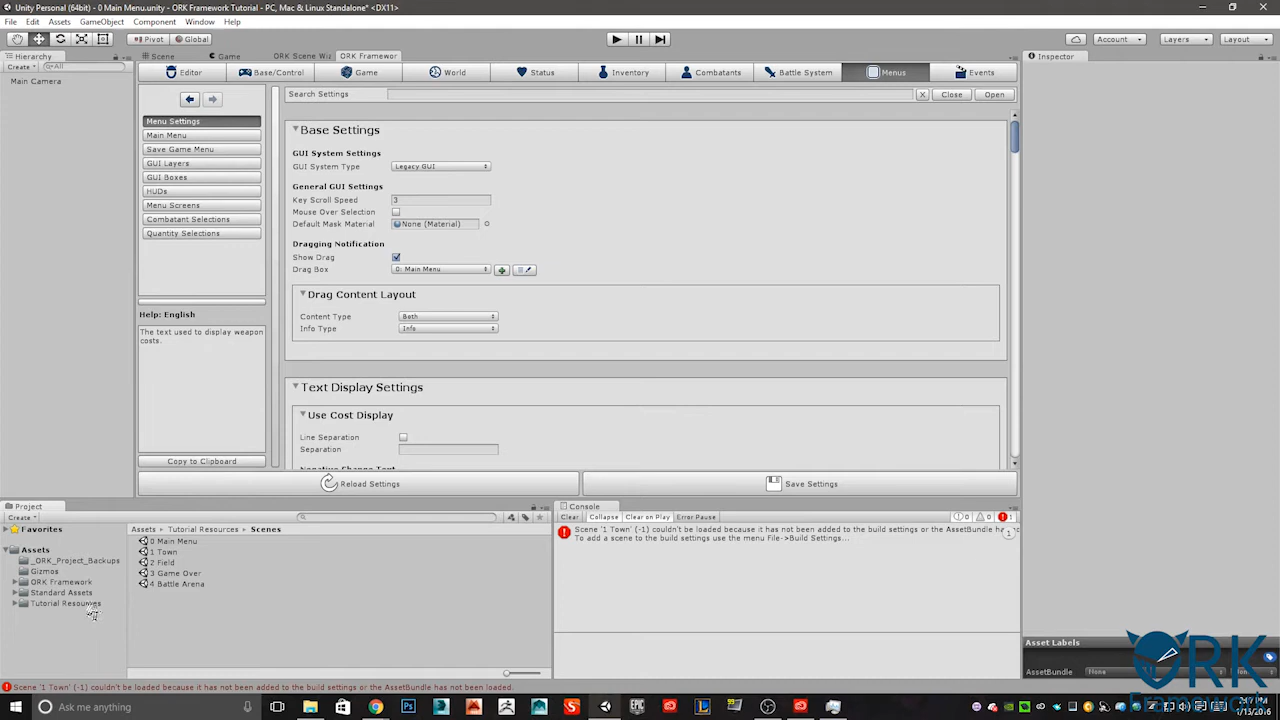 Unity Personal (64bit) - 0 Main Menu.unity - ORK Framework Tutorial - PC, Mac & Linux Standalone* <DX11>
File Edit Assets GameObject Component Window Help
Pivot Global Account Layers Layout
Hierarchy Scene Game ORK Scene Wiz ORK Framewor Inspector
Create All
Main Camera
Editor Base/Control Game World Status Inventory Combatants Battle System Menus Events
Search Settings X Close Open
Menu Settings
Main Menu
Save Game Menu
GUI Layers
GUI Boxes
HUDs
Menu Screens
Combatant Selections
Quantity Selections
Help: English
The text used to display weapon
costs.
Copy to Clipboard
Base Settings
GUI System Settings
GUI System Type Legacy GUI
General GUI Settings
Key Scroll Speed 3
Mouse Over Selection
Default Mask Material None (Material)
Dragging Notification
Show Drag
Drag Box 0: Main Menu
Drag Content Layout
Content Type Both
Info Type Info
Text Display Settings
Use Cost Display
Line Separation
Separation
Negative Change Text
Reload Settings Save Settings
Project
Create
Favorites
Assets
_ORK_Project_Backups
Gizmos
ORK Framework
Standard Assets
Tutorial Resources
Assets Tutorial Resources Scenes
0 Main Menu
1 Town
2 Field
3 Game Over
4 Battle Arena
Console
Clear Collapse Clear on Play Error Pause 0 0 1
Scene '1 Town' (-1) couldn't be loaded because it has not been added to the build settings or the AssetBundle
To add a scene to the build settings use the menu File->Build Settings...
1
Asset Labels
AssetBundle None
ORK
Framework
Scene '1 Town' (-1) couldn't be loaded because it has not been added to the build settings or the AssetBundle has not been loaded.
Ask me anything